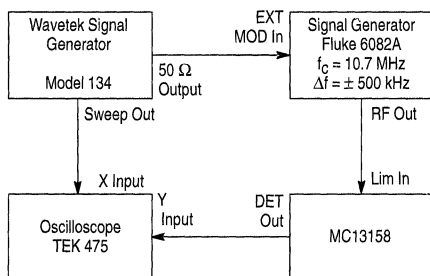 Wavetek Signal
Generator
Model 134
50 Ω
Output
EXT
MOD In
Signal Generator
Fluke 6082A
fC = 10.7 MHz
Δf = ± 500 kHz
Sweep Out
RF Out
X Input
Lim In
Oscilloscope
TEK 475
Y
Input
DET
Out
MC13158